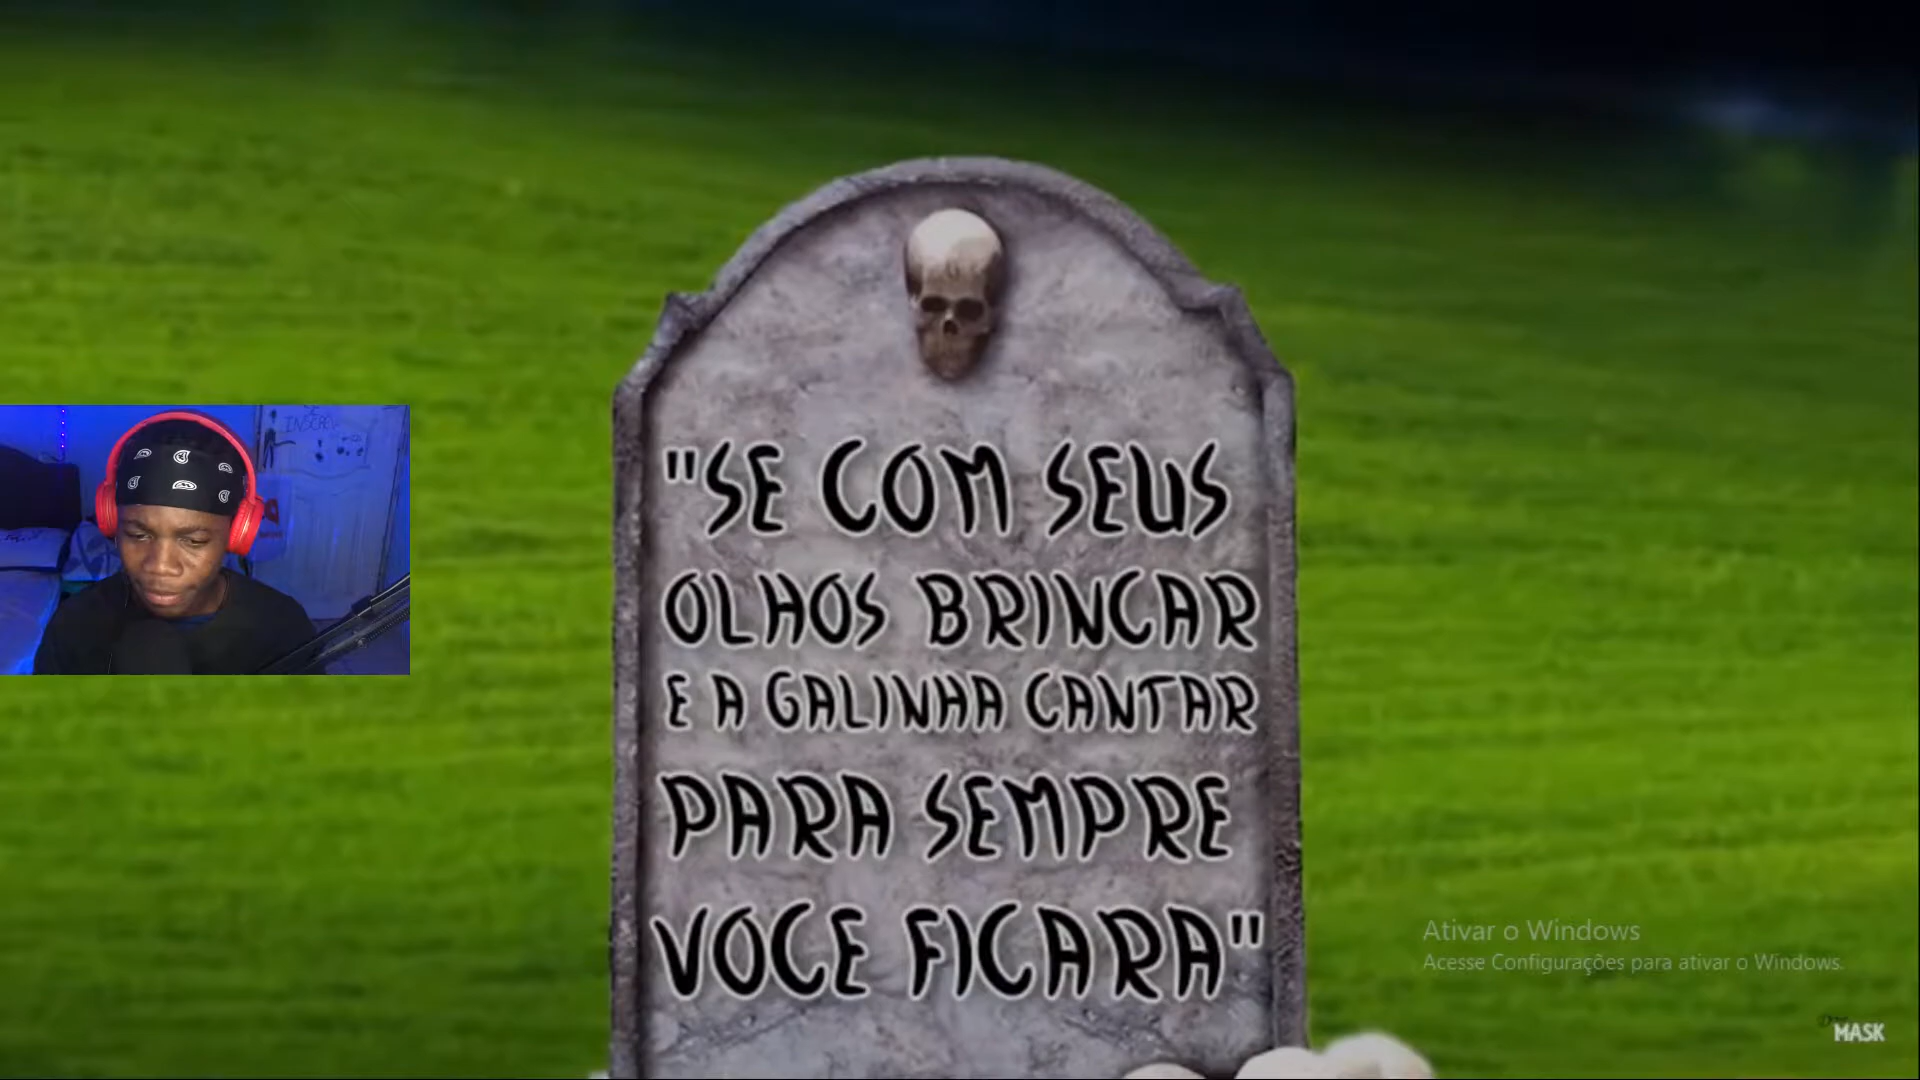 INSCREV
"SE COM SEUS
OLHOS BRINCAR
E A GALINHA CANTAR
PARA SEMPRE
VOCE FICARA"
Ativar o Windows
Acesse Configurações para ativar o Windows.
MASK